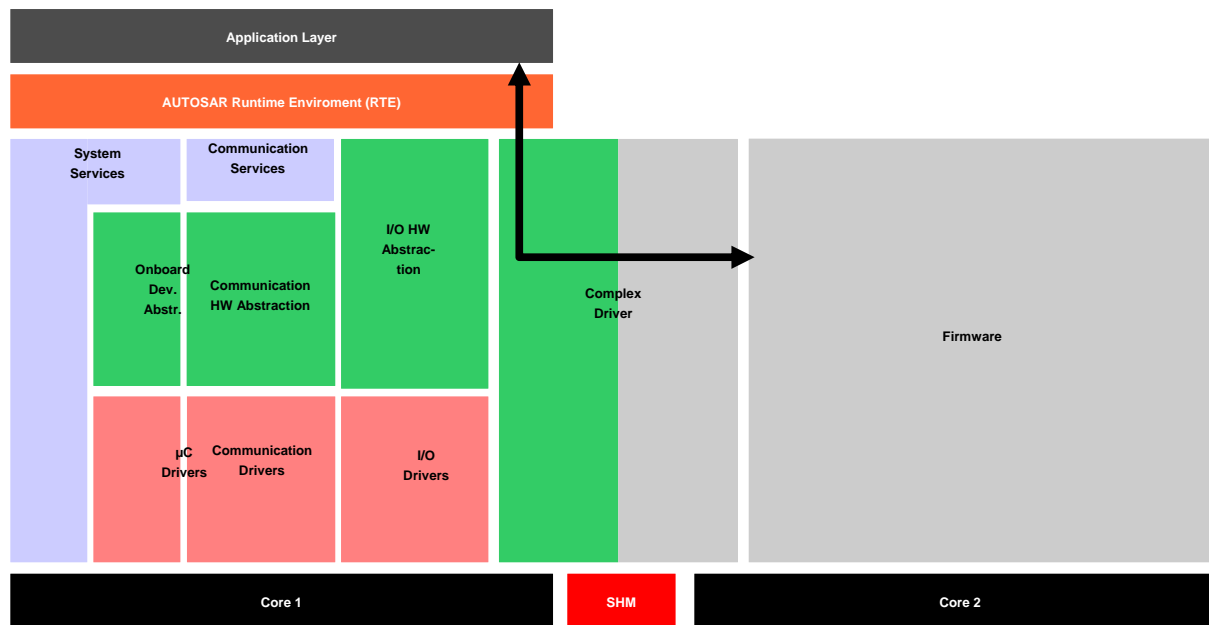 Application Layer
AUTOSAR Runtime Enviroment (RTE)
System
Services
Communication
Services
I/O HW
Abstrac-
tion
Onboard
Dev.
Abstr.
Communication
HW Abstraction
Complex
Driver
Firmware
µC
Drivers
Communication
Drivers
I/O
Drivers
Core 1
SHM
Core 2